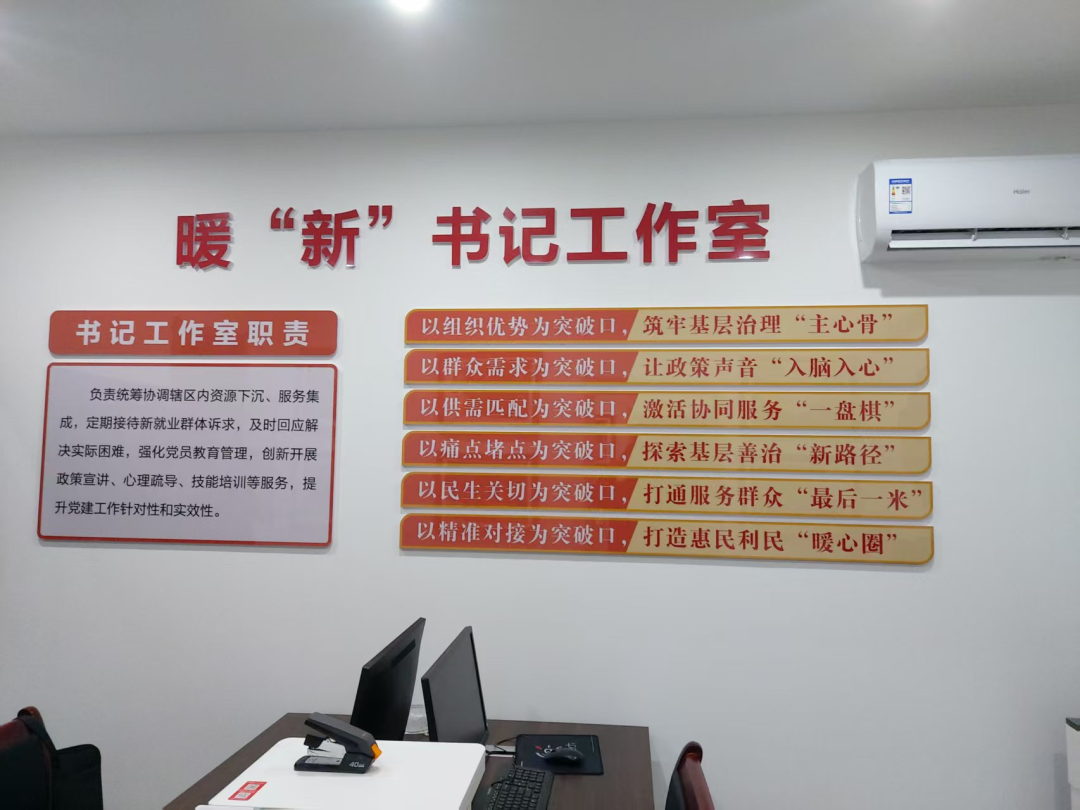 暖“新”书记工作室
Haier
书记工作室职责
负责统筹协调辖区内资源下沉、服务集
成，定期接待新就业群体诉求，及时回应解
决实际困难，强化党员教育管理，创新开展
政策宣讲、心理疏导、技能培训等服务，提
升党建工作针对性和实效性。
以组织优势为突破口，筑牢基层治理“主心骨”
以群众需求为突破口，让政策声音“入脑入心”
以供需匹配为突破口，激活协同服务“一盘棋”
以痛点堵点为突破口，探索基层善治“新路径”
以民生关切为突破口，打通服务群众“最后一米”
以精准对接为突破口，打造惠民利民“暖心圈”